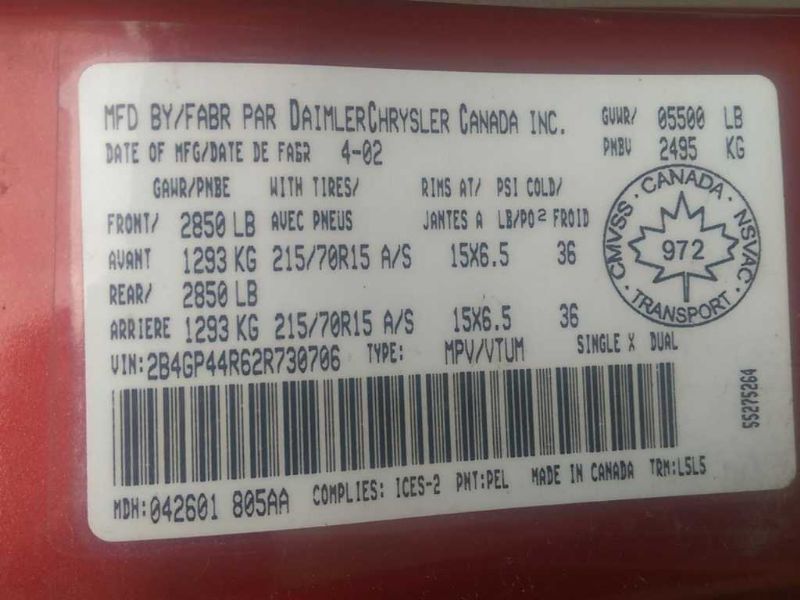 MFD BY/FABR PAR DAIMLERCHRYSLER CANADA INC. GVWR/ 05500 LB
DATE OF MFG/DATE DE FABR 4-02 PNBV 2495 KG
GAWR/PNBE WITH TIRES/ RIMS AT/ PSI COLD/
FRONT/ 2850 LB AVEC PNEUS JANTES A LB/PO² FROID
AVANT 1293 KG 215/70R15 A/S 15X6.5 36
REAR/ 2850 LB
ARRIERE 1293 KG 215/70R15 A/S 15X6.5 36
CMVSS · CANADA · NSVAC
972
TRANSPORT
VIN:2B4GP44R62R730706 TYPE: MPV/VTUM SINGLE X DUAL
55275264
MDH:042601 805AA COMPLIES: ICES-2 PNT:PEL MADE IN CANADA TRM:L5L5